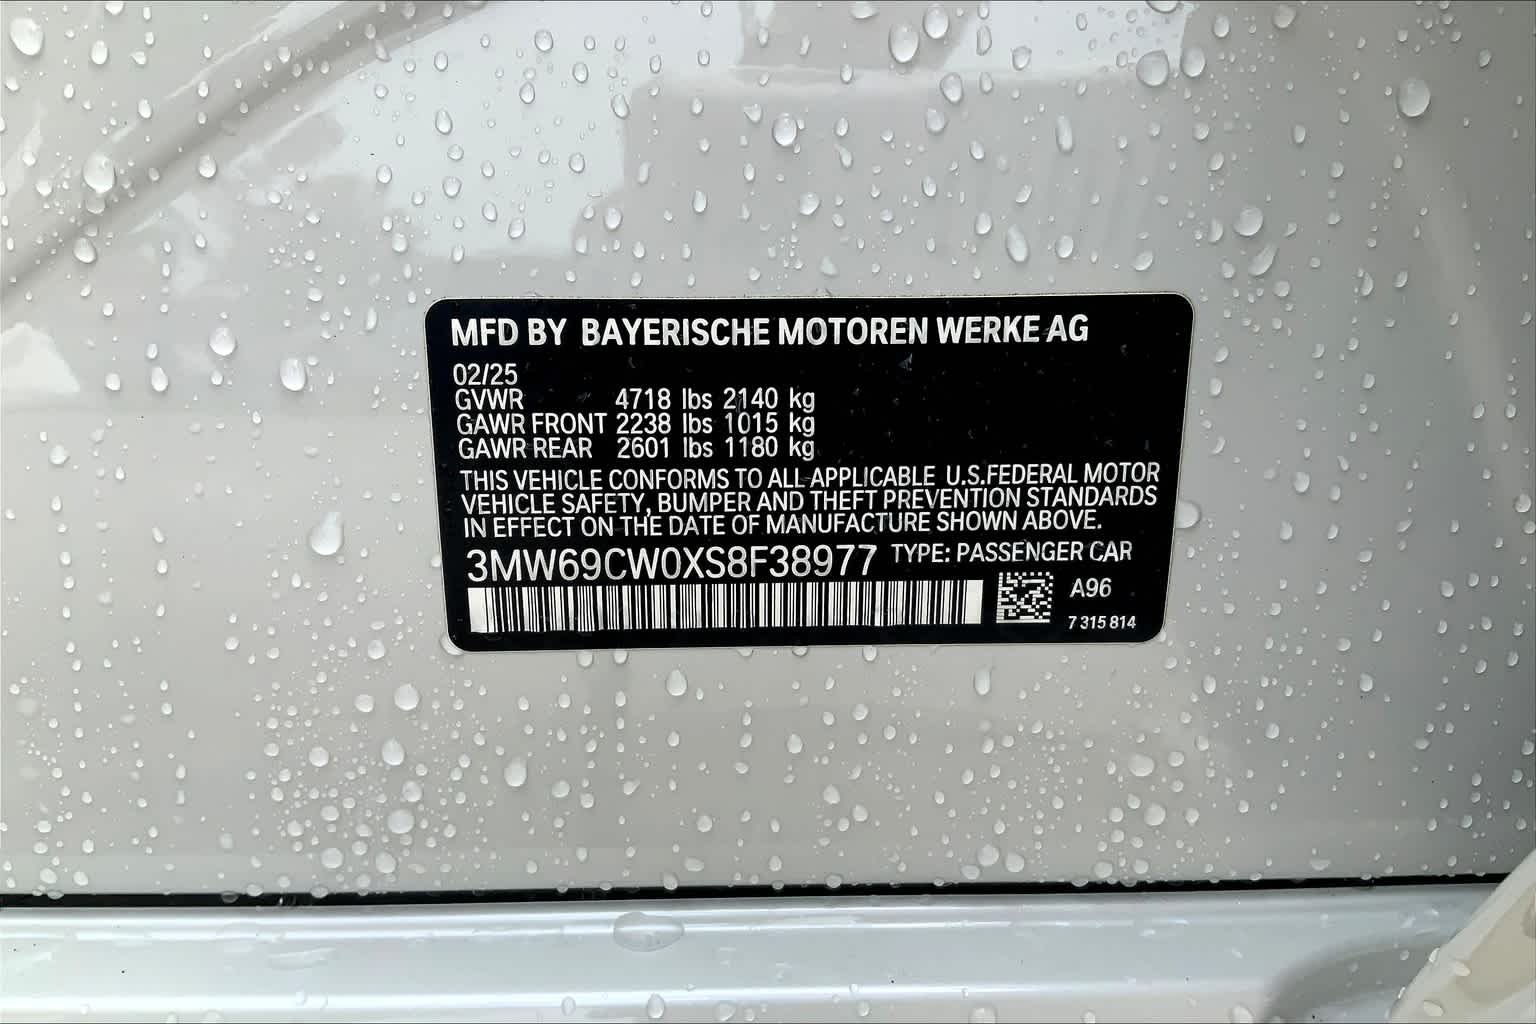 MFD BY BAYERISCHE MOTOREN WERKE AG
02/25
GVWR 4718 lbs 2140 kg
GAWR FRONT 2238 lbs 1015 kg
GAWR REAR 2601 lbs 1180 kg
THIS VEHICLE CONFORMS TO ALL APPLICABLE U.S.FEDERAL MOTOR
VEHICLE SAFETY, BUMPER AND THEFT PREVENTION STANDARDS
IN EFFECT ON THE DATE OF MANUFACTURE SHOWN ABOVE.
3MW69CW0XS8F38977 TYPE: PASSENGER CAR
A96
7 315 814